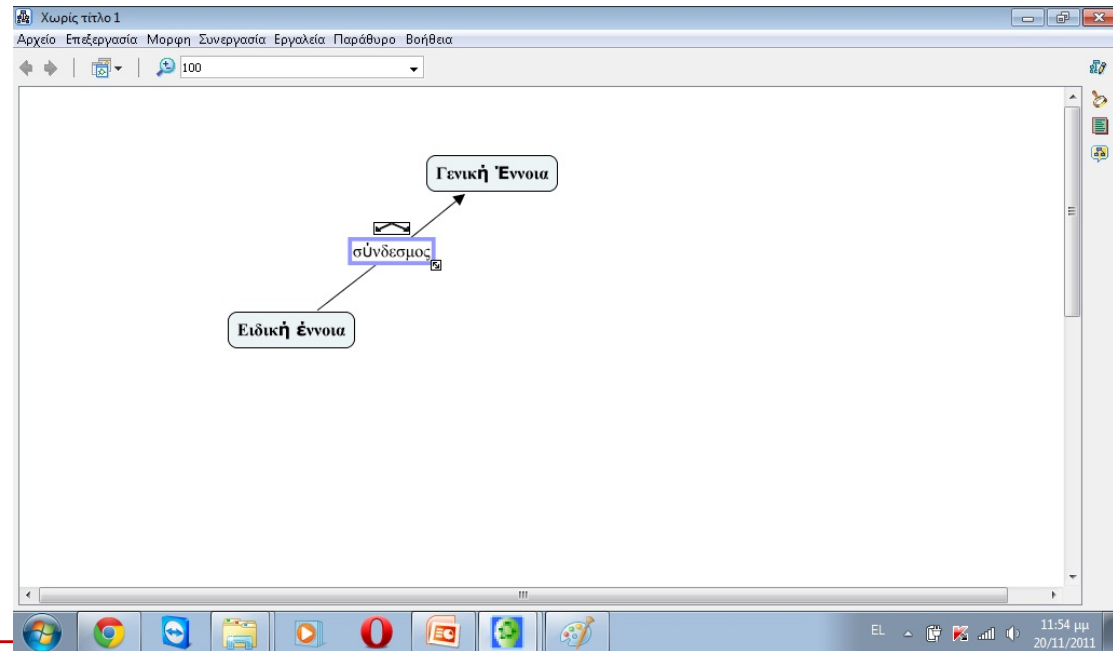 Χωρίς τίτλο 1
Αρχείο Επεξεργασία Μορφη Συνεργασία Εργαλεία Παράθυρο Βοήθεια
100
Γενική Έννοια
σύνδεσμος
Ειδική έννοια
EL 11:54 μμ
20/11/2011